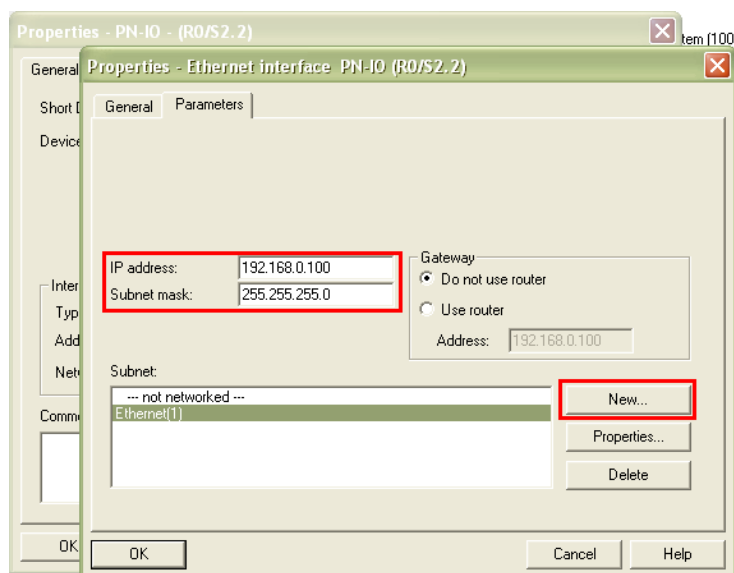 Properties - PN-IO - (R0/S2.2)
tem (100
General
Properties - Ethernet interface PN-IO (R0/S2.2)
Short D
Device
General Parameters
IP address: 192.168.0.100
Subnet mask: 255.255.255.0
Gateway
Do not use router
Use router
Address: 192.168.0.100
Inter
Typ
Add
Net
Subnet:
--- not networked ---
Ethernet(1)
New...
Properties...
Delete
Comm
OK
OK
Cancel
Help